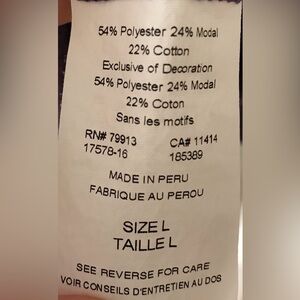 54% Polyester 24% Modal
22% Cotton
Exclusive of Decoration
54% Polyester 24% Modal
22% Coton
Sans les motifs
RN# 79913 CA# 11414
17578-16 185389
MADE IN PERU
FABRIQUE AU PEROU
SIZE L
TAILLE L
SEE REVERSE FOR CARE
VOIR CONSEILS D'ENTRETIEN AU DOS